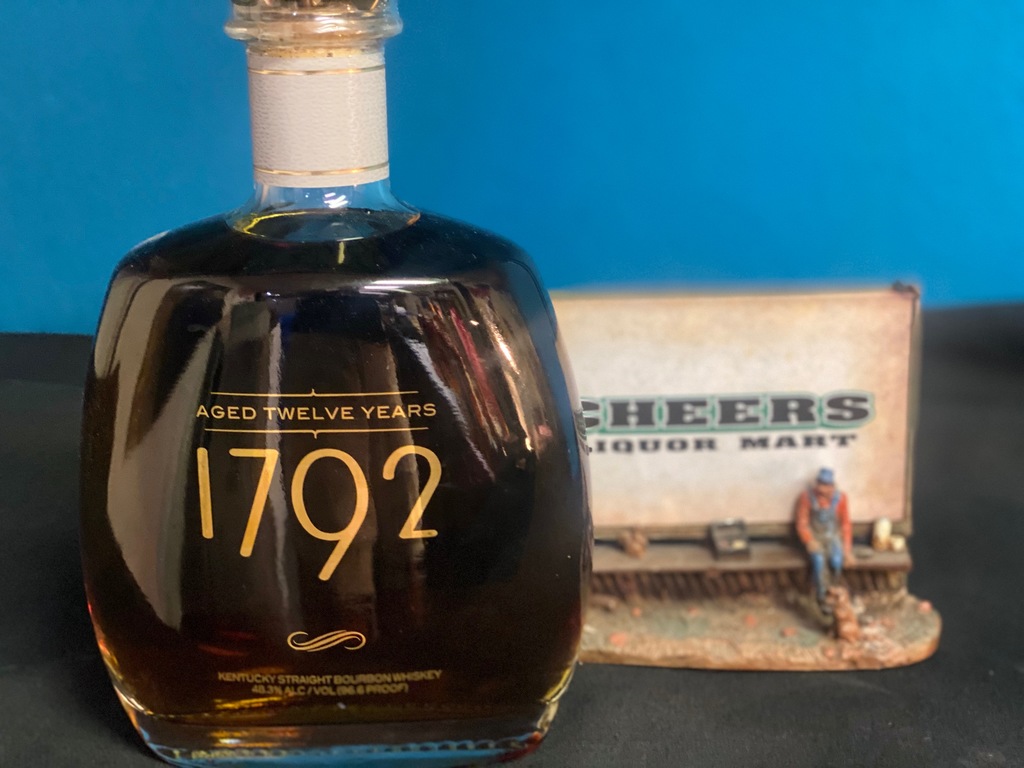 AGED TWELVE YEARS
1792
KENTUCKY STRAIGHT BOURBON WHISKEY
48.3% ALC / VOL (96.6 PROOF)
CHEERS
LIQUOR MART